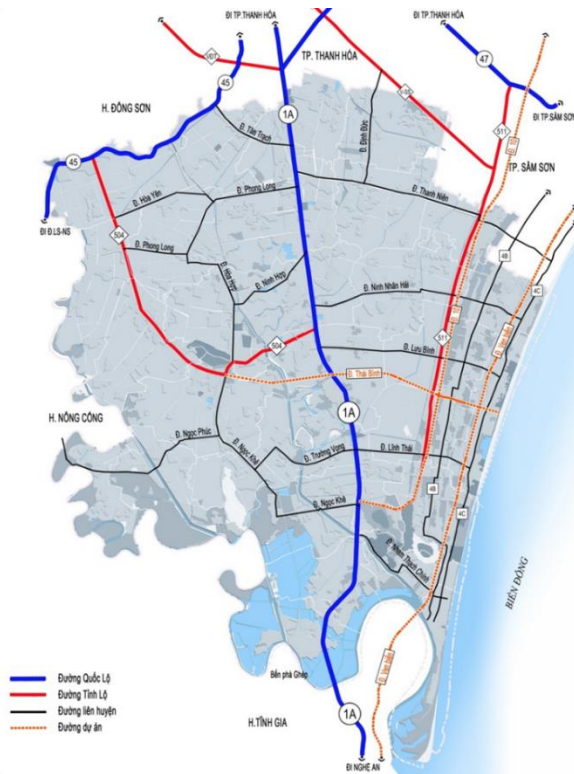 ĐI TP.THANH HÓA
ĐI TP.THANH HÓA
TP. THANH HÓA
45
47
ĐI TP.SẦM SƠN
H. ĐÔNG SƠN
45
1A
Đ. Tân Trạch
511
TP. SẦM SƠN
45
Đ. Hòa Yên
Đ. Phong Long
Đ. Thanh Niên
ĐI Đ.LS-NS
504
Đ. Phong Long
4B
Đ. Ninh Hợp
Đ. Ninh Nhân Hải
4C
504
511
Đ. Lưu Bình
Đ. Thái Bình
1A
H. NÔNG CỐNG
Đ. Ngọc Phúc
Đ. Ngọc Khê
Đ. Trường Vọng
Đ. Lĩnh Thái
4B
Đ. Ngọc Khê
4C
BIỂN ĐÔNG
Bến phà Ghép
Đường Quốc Lộ
Đường Tỉnh Lộ
Đường liên huyện
Đường dự án
H.TĨNH GIA
1A
ĐI NGHỆ AN